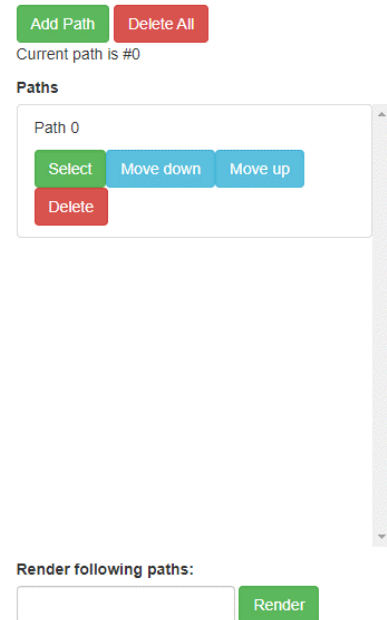 Add Path Delete All
Current path is #0
Paths
Path 0
Select Move down Move up
Delete
Render following paths:
Render